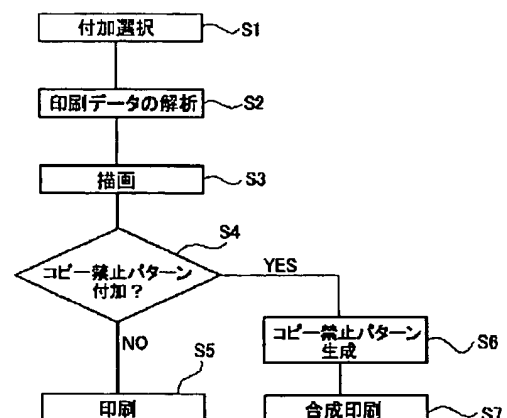 付加選択
S1
印刷データの解析
S2
描画
S3
S4
コピー禁止パターン
付加？
YES
NO
S5
コピー禁止パターン
生成
S6
印刷
合成印刷
S7